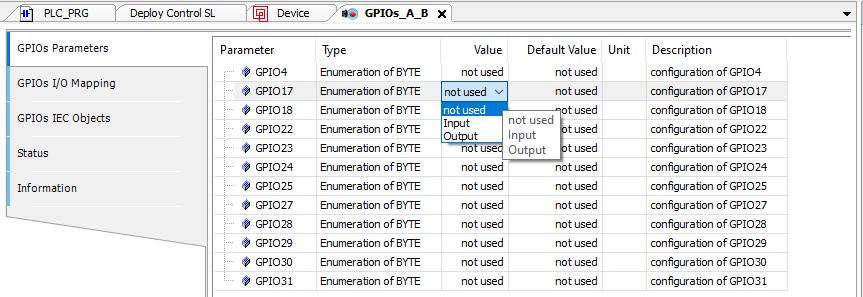 PLC_PRG Deploy Control SL Device GPIOs_A_B
GPIOs Parameters
GPIOs I/O Mapping
GPIOs IEC Objects
Status
Information
Parameter Type Value Default Value Unit Description
GPIO4 Enumeration of BYTE not used not used configuration of GPIO4
GPIO17 Enumeration of BYTE not used not used configuration of GPIO17
GPIO18 Enumeration of BYTE not used not used configuration of GPIO18
GPIO22 Enumeration of BYTE Input configuration of GPIO22
GPIO23 Enumeration of BYTE Output not used not used configuration of GPIO23
GPIO24 Enumeration of BYTE not used not used configuration of GPIO24
GPIO25 Enumeration of BYTE not used not used configuration of GPIO25
GPIO27 Enumeration of BYTE not used not used configuration of GPIO27
GPIO28 Enumeration of BYTE not used not used configuration of GPIO28
GPIO29 Enumeration of BYTE not used not used configuration of GPIO29
GPIO30 Enumeration of BYTE not used not used configuration of GPIO30
GPIO31 Enumeration of BYTE not used not used configuration of GPIO31
not used
Input
Output